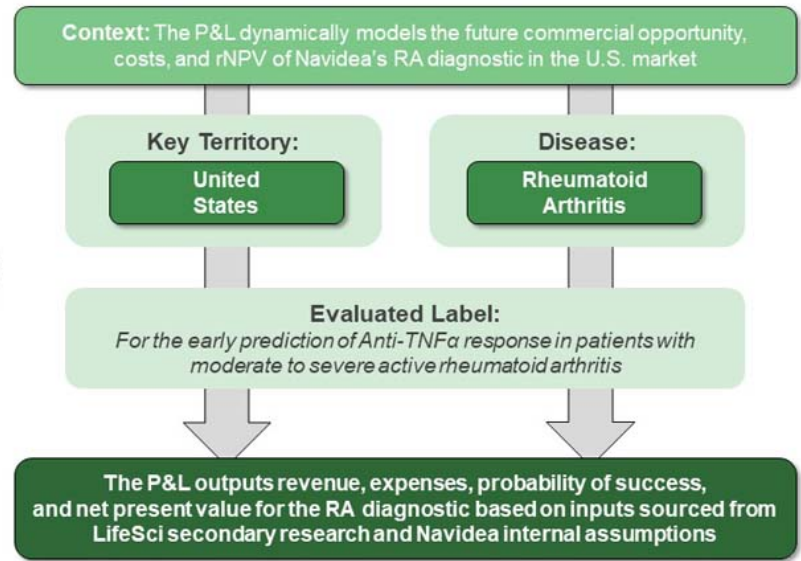 Context: The P&L dynamically models the future commercial opportunity,
costs, and rNPV of Navidea's RA diagnostic in the U.S. market
Key Territory:
United
States
Disease:
Rheumatoid
Arthritis
Evaluated Label:
For the early prediction of Anti-TNFα response in patients with
moderate to severe active rheumatoid arthritis
The P&L outputs revenue, expenses, probability of success,
and net present value for the RA diagnostic based on inputs sourced from
LifeSci secondary research and Navidea internal assumptions